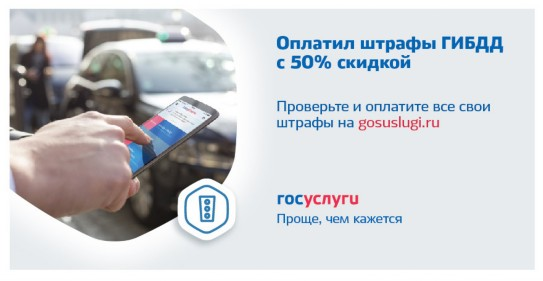 Оплатил штрафы ГИБДД
с 50% скидкой
Проверьте и оплатите все свои
штрафы на gosuslugi.ru
госуслуги
Проще, чем кажется